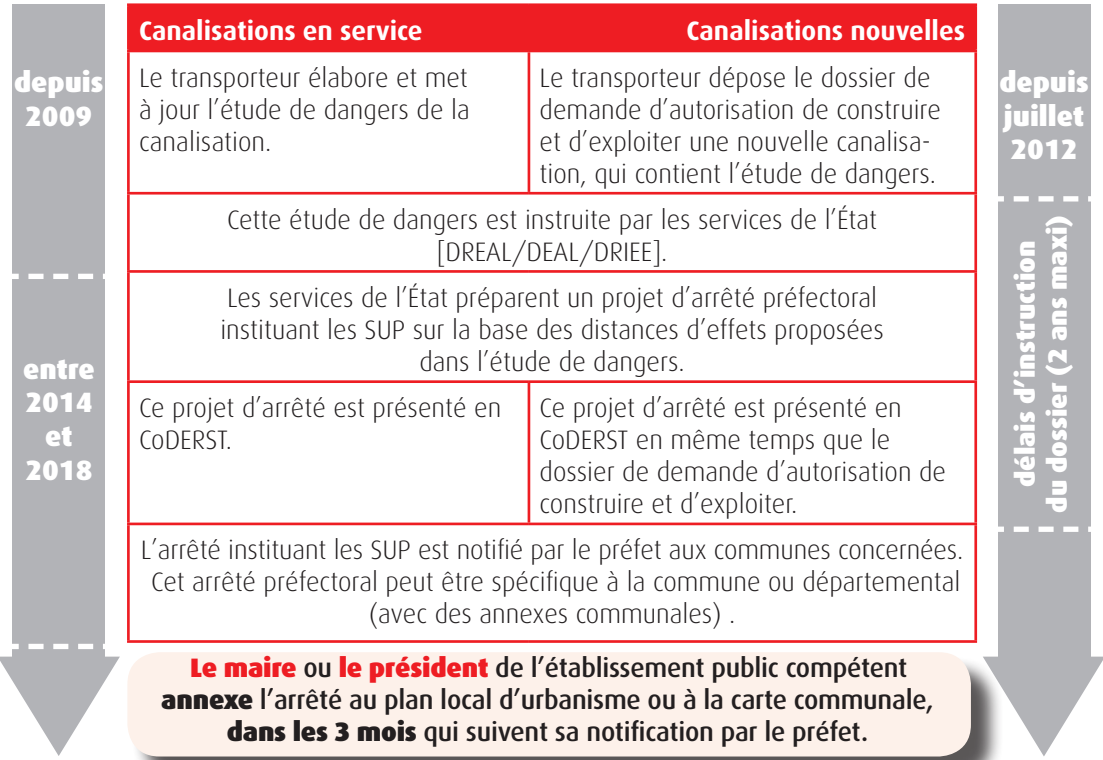 Canalisations en service
Canalisations nouvelles
depuis
2009
Le transporteur élabore et met
à jour l'étude de dangers de la
canalisation.
Le transporteur dépose le dossier de
demande d'autorisation de construire
et d'exploiter une nouvelle canalisa-
tion, qui contient l'étude de dangers.
depuis
juillet
2012
Cette étude de dangers est instruite par les services de l'État
[DREAL/DEAL/DRIEE].
Les services de l'État préparent un projet d'arrêté préfectoral
instituant les SUP sur la base des distances d'effets proposées
dans l'étude de dangers.
entre
2014
et
2018
Ce projet d'arrêté est présenté en
CoDERST.
Ce projet d'arrêté est présenté en
CoDERST en même temps que le
dossier de demande d'autorisation de
construire et d'exploiter.
délais d'instruction
du dossier (2 ans maxi)
L'arrêté instituant les SUP est notifié par le préfet aux communes concernées.
Cet arrêté préfectoral peut être spécifique à la commune ou départemental
(avec des annexes communales) .
Le maire ou le président de l'établissement public compétent
annexe l'arrêté au plan local d'urbanisme ou à la carte communale,
dans les 3 mois qui suivent sa notification par le préfet.